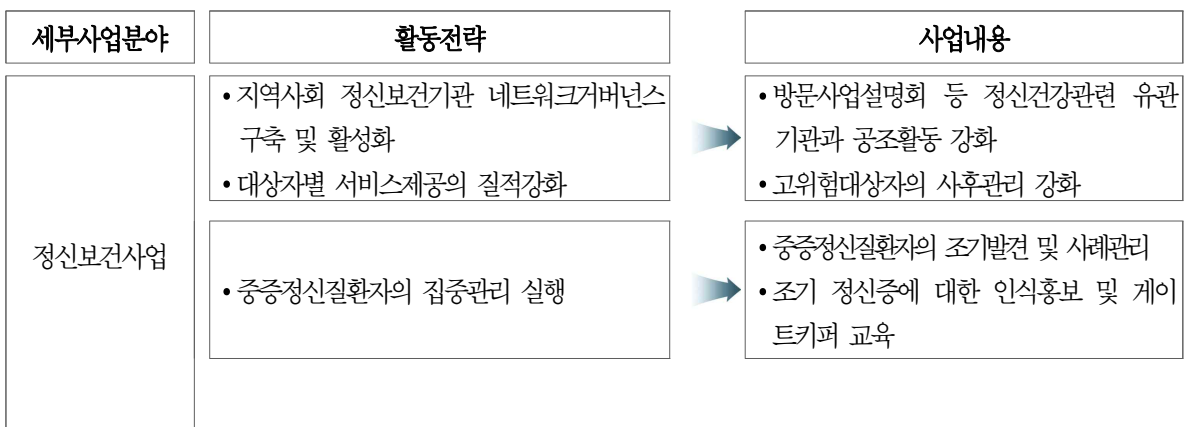 세부사업분야 활동전략 사업내용
• 지역사회 정신보건기관 네트워크거버넌스
구축 및 활성화
• 대상자별 서비스제공의 질적강화
• 방문사업설명회 등 정신건강관련 유관
기관과 공조활동 강화
• 고위험대상자의 사후관리 강화
정신보건사업
• 중증정신질환자의 집중관리 실행
• 중증정신질환자의 조기발견 및 사례관리
• 조기 정신증에 대한 인식홍보 및 게이
트키퍼 교육